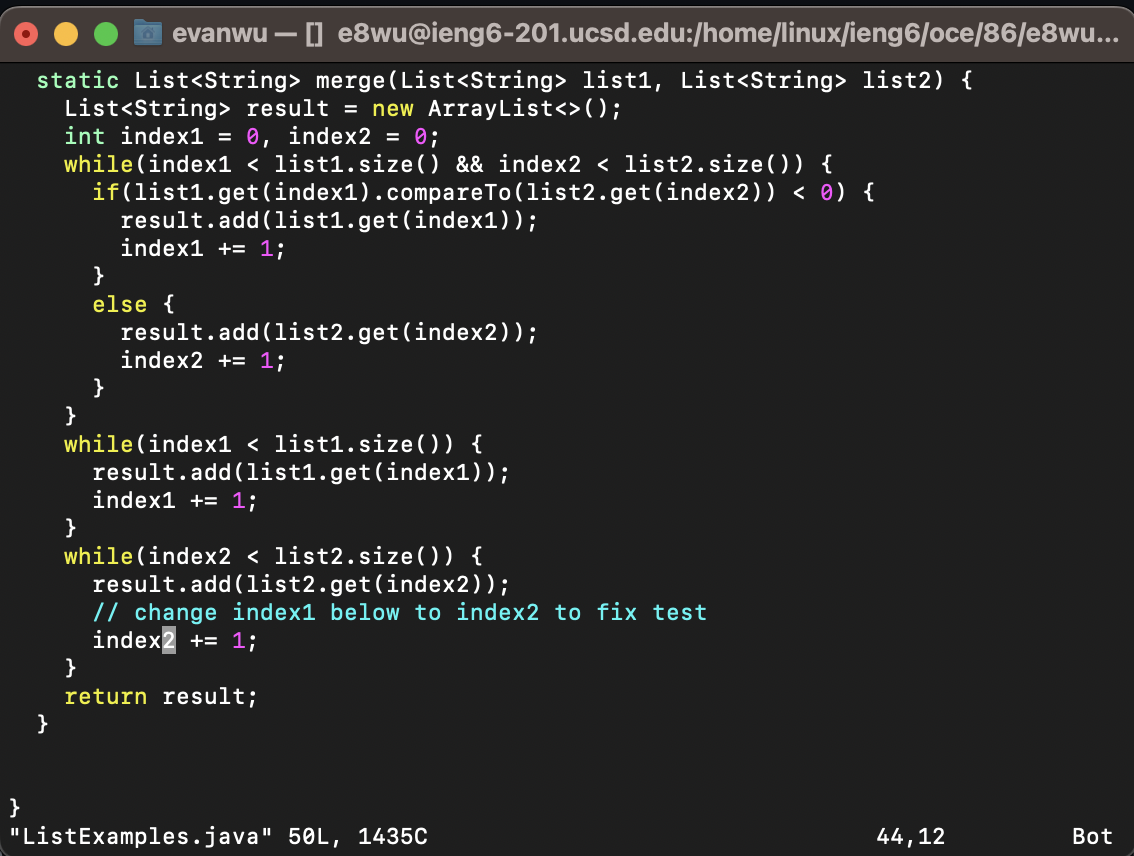 evanwu — [] e8wu@ieng6-201.ucsd.edu:/home/linux/ieng6/oce/86/e8wu...
static List<String> merge(List<String> list1, List<String> list2) {
    List<String> result = new ArrayList<>();
    int index1 = 0, index2 = 0;
    while(index1 < list1.size() && index2 < list2.size()) {
      if(list1.get(index1).compareTo(list2.get(index2)) < 0) {
        result.add(list1.get(index1));
        index1 += 1;
      }
      else {
        result.add(list2.get(index2));
        index2 += 1;
      }
    }
    while(index1 < list1.size()) {
      result.add(list1.get(index1));
      index1 += 1;
    }
    while(index2 < list2.size()) {
      result.add(list2.get(index2));
      // change index1 below to index2 to fix test
      index2 += 1;
    }
    return result;
  }
}
"ListExamples.java" 50L, 1435C 44,12 Bot